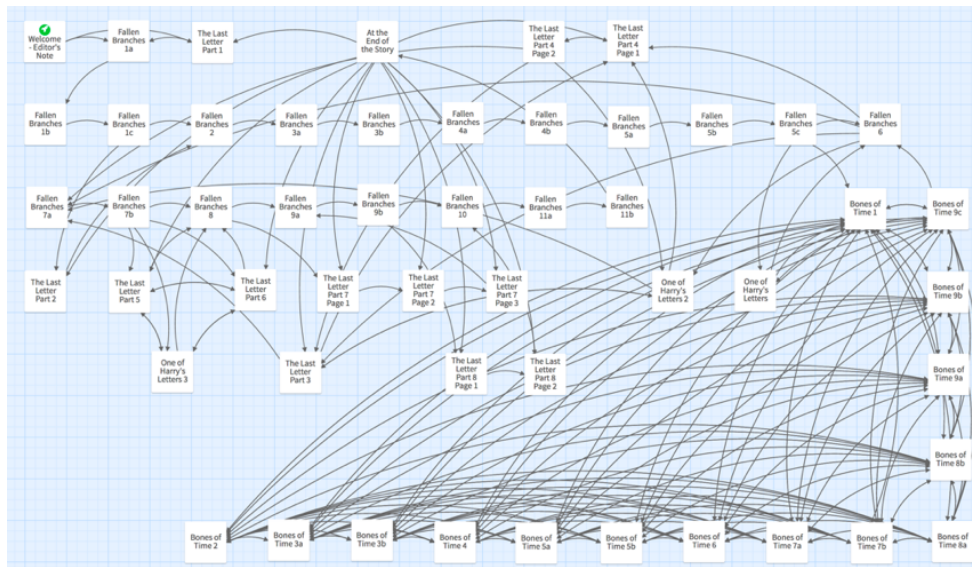 Welcome
- Editor's
Note
Fallen
Branches
1a
The Last
Letter
Part 1
At the
End of
the Story
The Last
Letter
Part 4
Page 2
The Last
Letter
Part 4
Page 1
Fallen
Branches
1b
Fallen
Branches
1c
Fallen
Branches
2
Fallen
Branches
3a
Fallen
Branches
3b
Fallen
Branches
4a
Fallen
Branches
4b
Fallen
Branches
5a
Fallen
Branches
5b
Fallen
Branches
5c
Fallen
Branches
6
Fallen
Branches
7a
Fallen
Branches
7b
Fallen
Branches
8
Fallen
Branches
9a
Fallen
Branches
9b
Fallen
Branches
10
Fallen
Branches
11a
Fallen
Branches
11b
Bones of
Time 1
Bones of
Time 9c
The Last
Letter
Part 2
The Last
Letter
Part 5
The Last
Letter
Part 6
The Last
Letter
Part 7
Page 1
The Last
Letter
Part 7
Page 2
The Last
Letter
Part 7
Page 3
One of
Harry's
Letters 2
One of
Harry's
Letters
Bones of
Time 9b
One of
Harry's
Letters 3
The Last
Letter
Part 3
The Last
Letter
Part 8
Page 1
The Last
Letter
Part 8
Page 2
Bones of
Time 9a
Bones of
Time 8b
Bones of
Time 2
Bones of
Time 3a
Bones of
Time 3b
Bones of
Time 4
Bones of
Time 5a
Bones of
Time 5b
Bones of
Time 6
Bones of
Time 7a
Bones of
Time 7b
Bones of
Time 8a